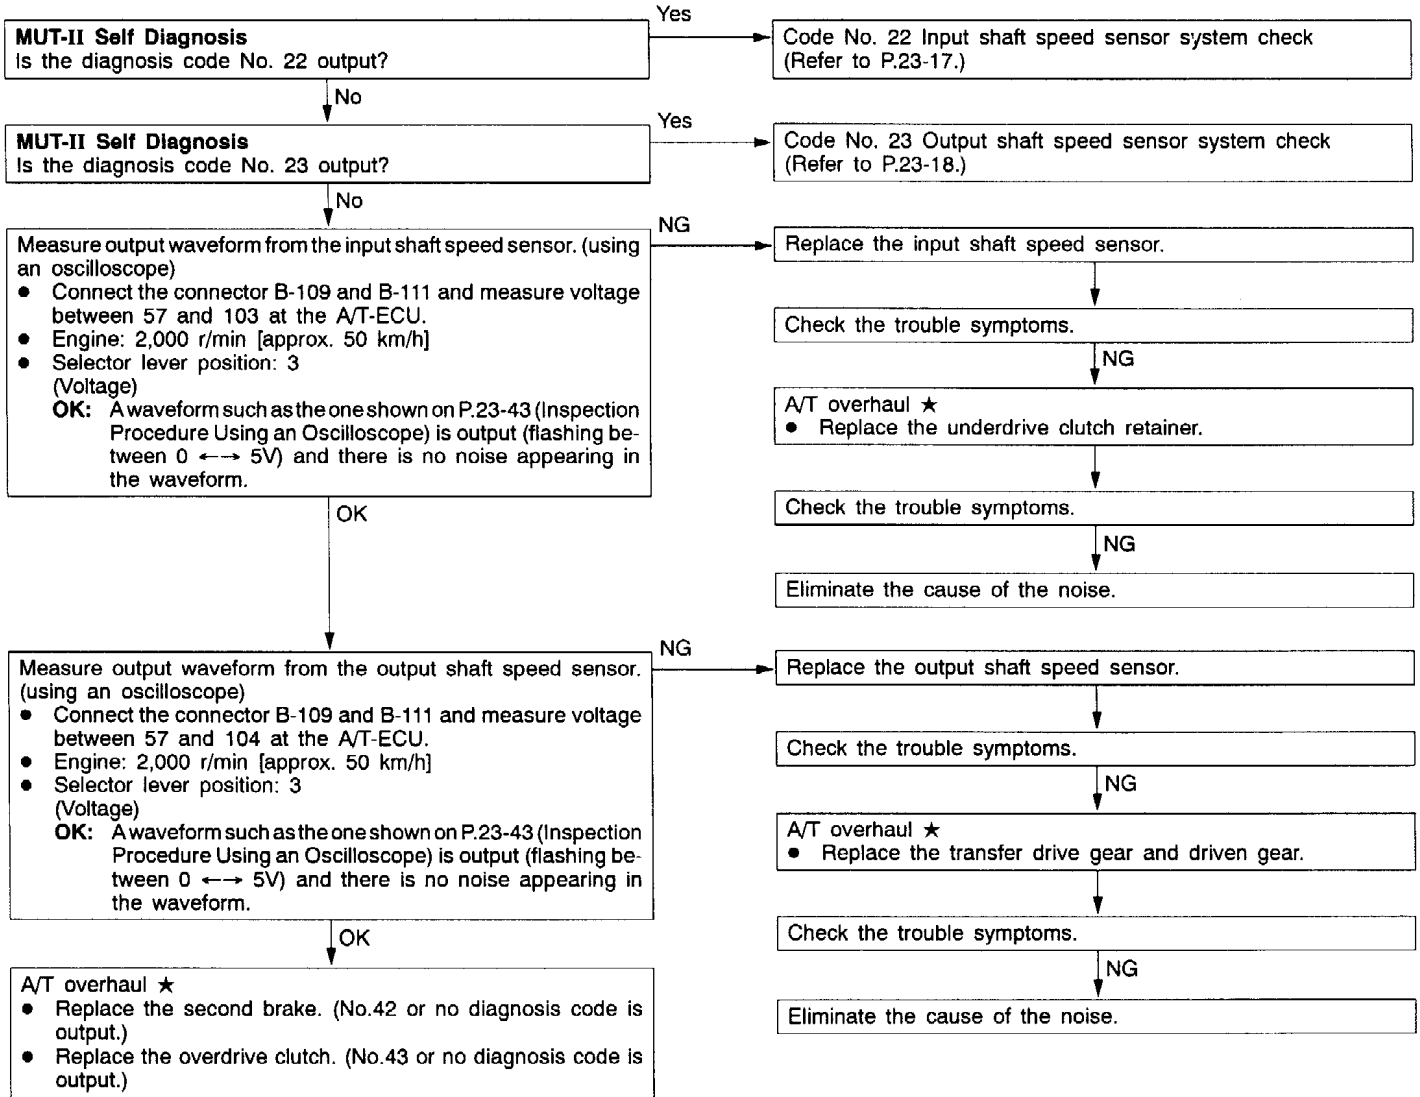 MUT-II Self Diagnosis
Is the diagnosis code No. 22 output?
Yes
Code No. 22 Input shaft speed sensor system check
(Refer to P.23-17.)
No
MUT-II Self Diagnosis
Is the diagnosis code No. 23 output?
Yes
Code No. 23 Output shaft speed sensor system check
(Refer to P.23-18.)
No
Measure output waveform from the input shaft speed sensor. (using
an oscilloscope)
● Connect the connector B-109 and B-111 and measure voltage
between 57 and 103 at the A/T-ECU.
● Engine: 2,000 r/min [approx. 50 km/h]
● Selector lever position: 3
(Voltage)
OK: A waveform such as the one shown on P.23-43 (Inspection
Procedure Using an Oscilloscope) is output (flashing be-
tween 0 ←→ 5V) and there is no noise appearing in
the waveform.
NG
Replace the input shaft speed sensor.
Check the trouble symptoms.
NG
A/T overhaul ★
● Replace the underdrive clutch retainer.
Check the trouble symptoms.
NG
Eliminate the cause of the noise.
OK
Measure output waveform from the output shaft speed sensor.
(using an oscilloscope)
● Connect the connector B-109 and B-111 and measure voltage
between 57 and 104 at the A/T-ECU.
● Engine: 2,000 r/min [approx. 50 km/h]
● Selector lever position: 3
(Voltage)
OK: A waveform such as the one shown on P.23-43 (Inspection
Procedure Using an Oscilloscope) is output (flashing be-
tween 0 ←→ 5V) and there is no noise appearing in
the waveform.
NG
Replace the output shaft speed sensor.
Check the trouble symptoms.
NG
A/T overhaul ★
● Replace the transfer drive gear and driven gear.
Check the trouble symptoms.
NG
Eliminate the cause of the noise.
OK
A/T overhaul ★
● Replace the second brake. (No.42 or no diagnosis code is
output.)
● Replace the overdrive clutch. (No.43 or no diagnosis code is
output.)